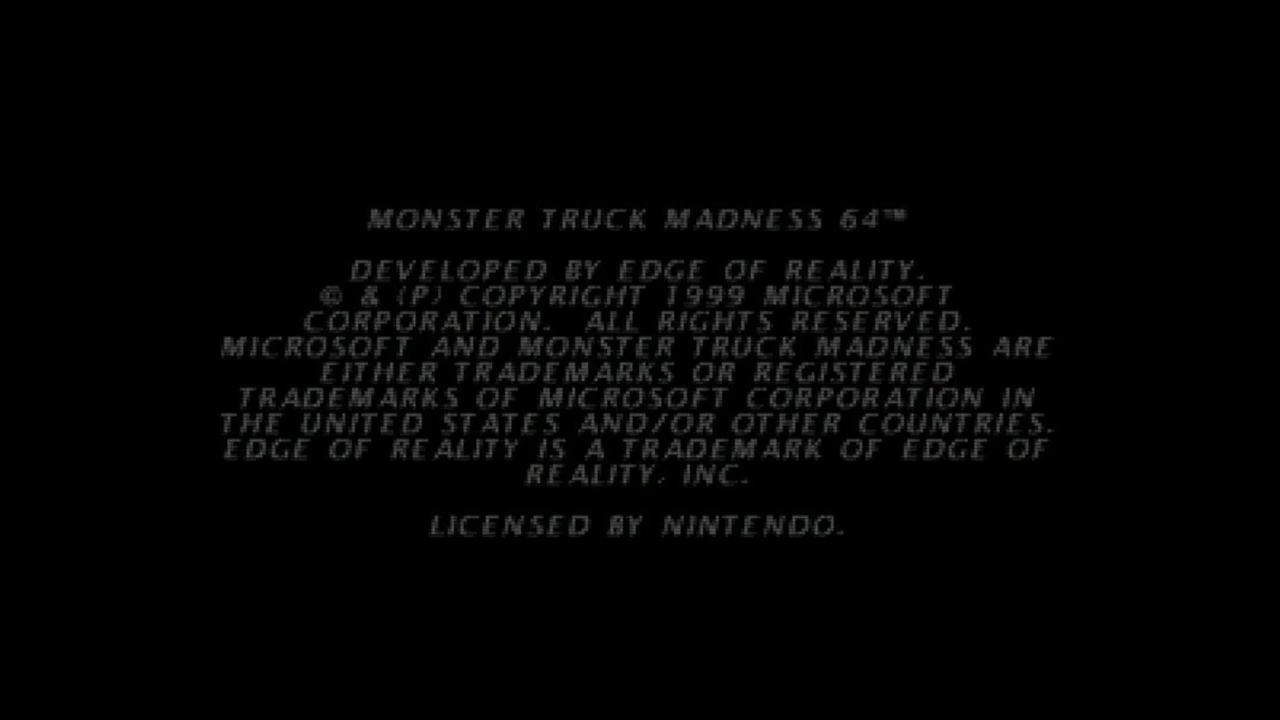 MONSTER TRUCK MADNESS 64™
DEVELOPED BY EDGE OF REALITY.
© & (P) COPYRIGHT 1999 MICROSOFT
CORPORATION. ALL RIGHTS RESERVED.
MICROSOFT AND MONSTER TRUCK MADNESS ARE
EITHER TRADEMARKS OR REGISTERED
TRADEMARKS OF MICROSOFT CORPORATION IN
THE UNITED STATES AND/OR OTHER COUNTRIES.
EDGE OF REALITY IS A TRADEMARK OF EDGE OF
REALITY, INC.
LICENSED BY NINTENDO.